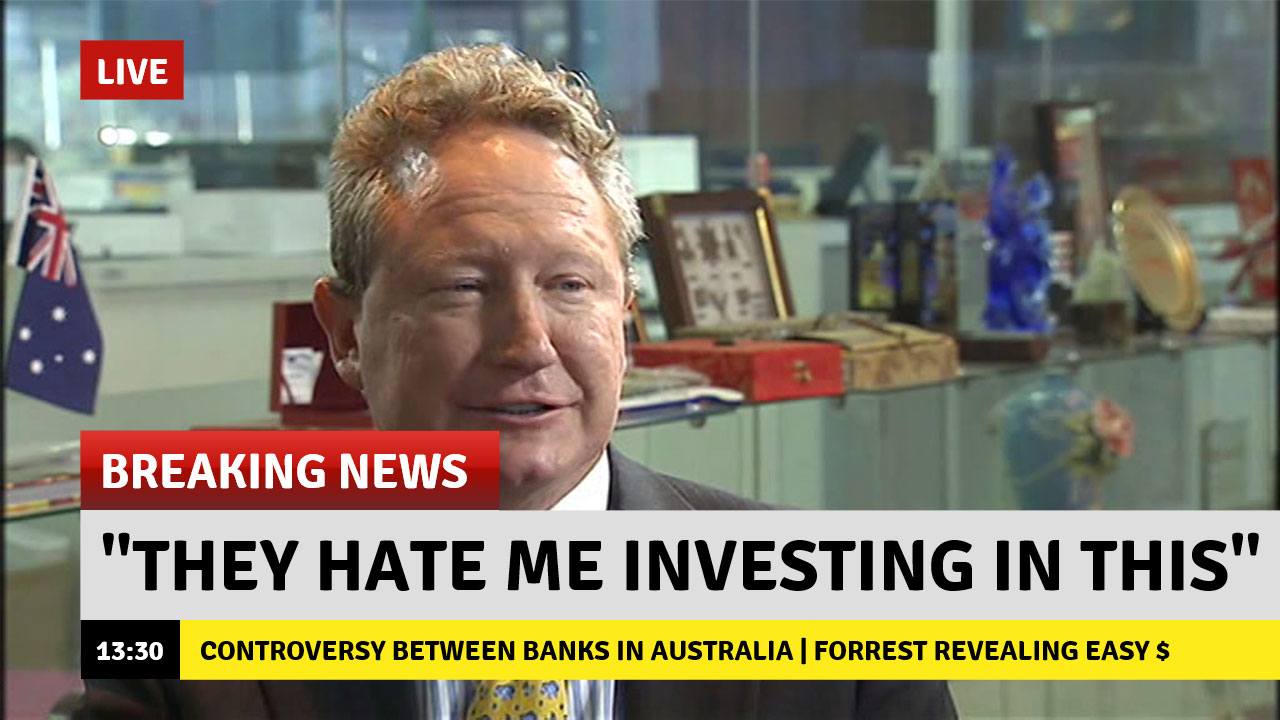 LIVE
BREAKING NEWS
"THEY HATE ME INVESTING IN THIS"
13:30
CONTROVERSY BETWEEN BANKS IN AUSTRALIA | FORREST REVEALING EASY $